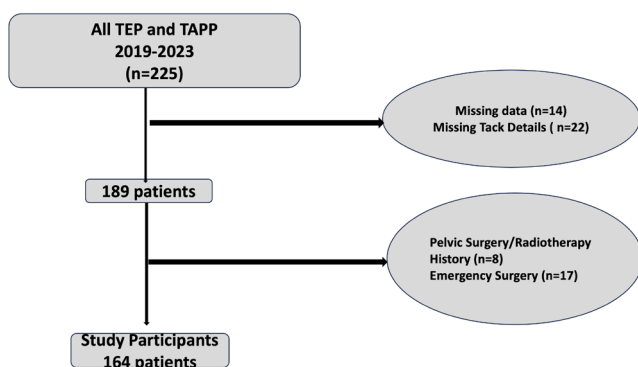 All TEP and TAPP
2019-2023
(n=225)
Missing data (n=14)
Missing Tack Details ( n=22)
189 patients
Pelvic Surgery/Radiotherapy
History (n=8)
Emergency Surgery (n=17)
Study Participants
164 patients